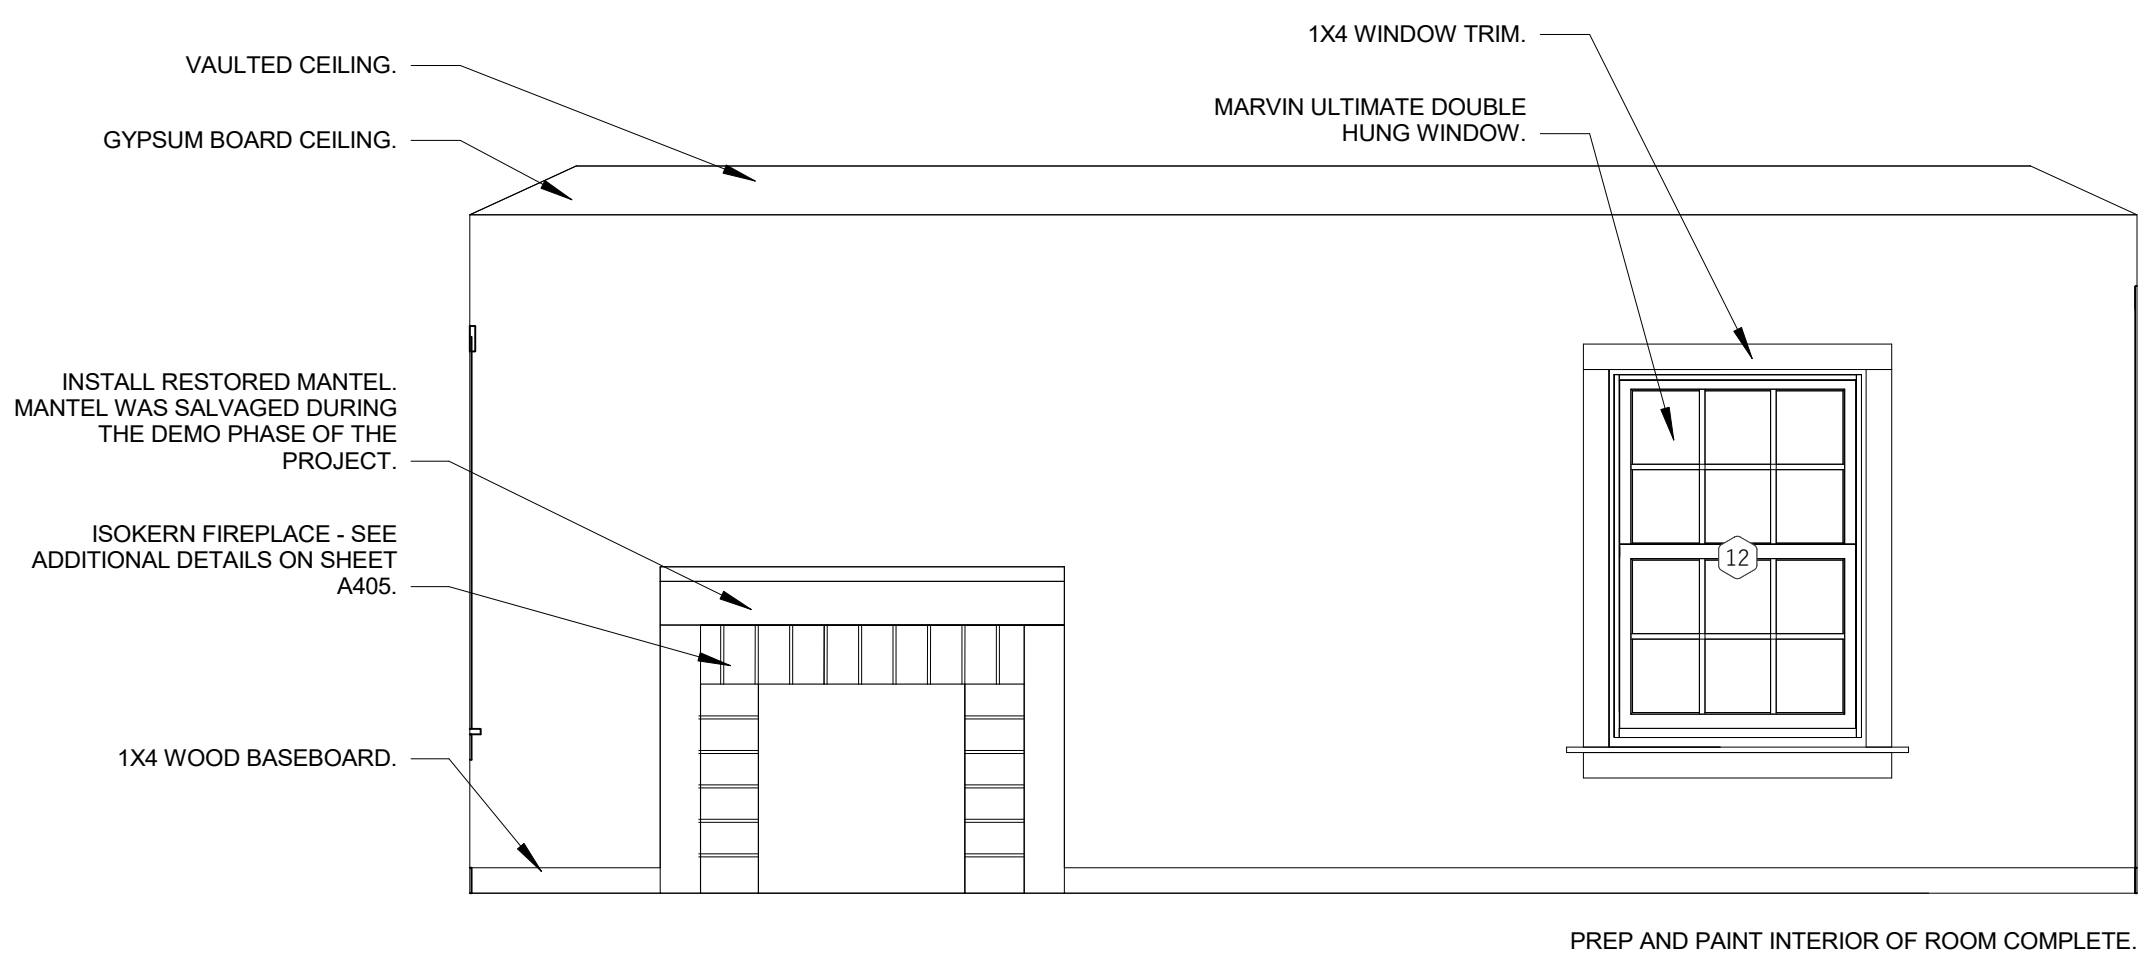 1X4 WINDOW TRIM.
VAULTED CEILING.
MARVIN ULTIMATE DOUBLE
HUNG WINDOW.
GYPSUM BOARD CEILING.
INSTALL RESTORED MANTEL.
MANTEL WAS SALVAGED DURING
THE DEMO PHASE OF THE
PROJECT.
ISOKERN FIREPLACE - SEE
ADDITIONAL DETAILS ON SHEET
A405.
12
1X4 WOOD BASEBOARD.
PREP AND PAINT INTERIOR OF ROOM COMPLETE.